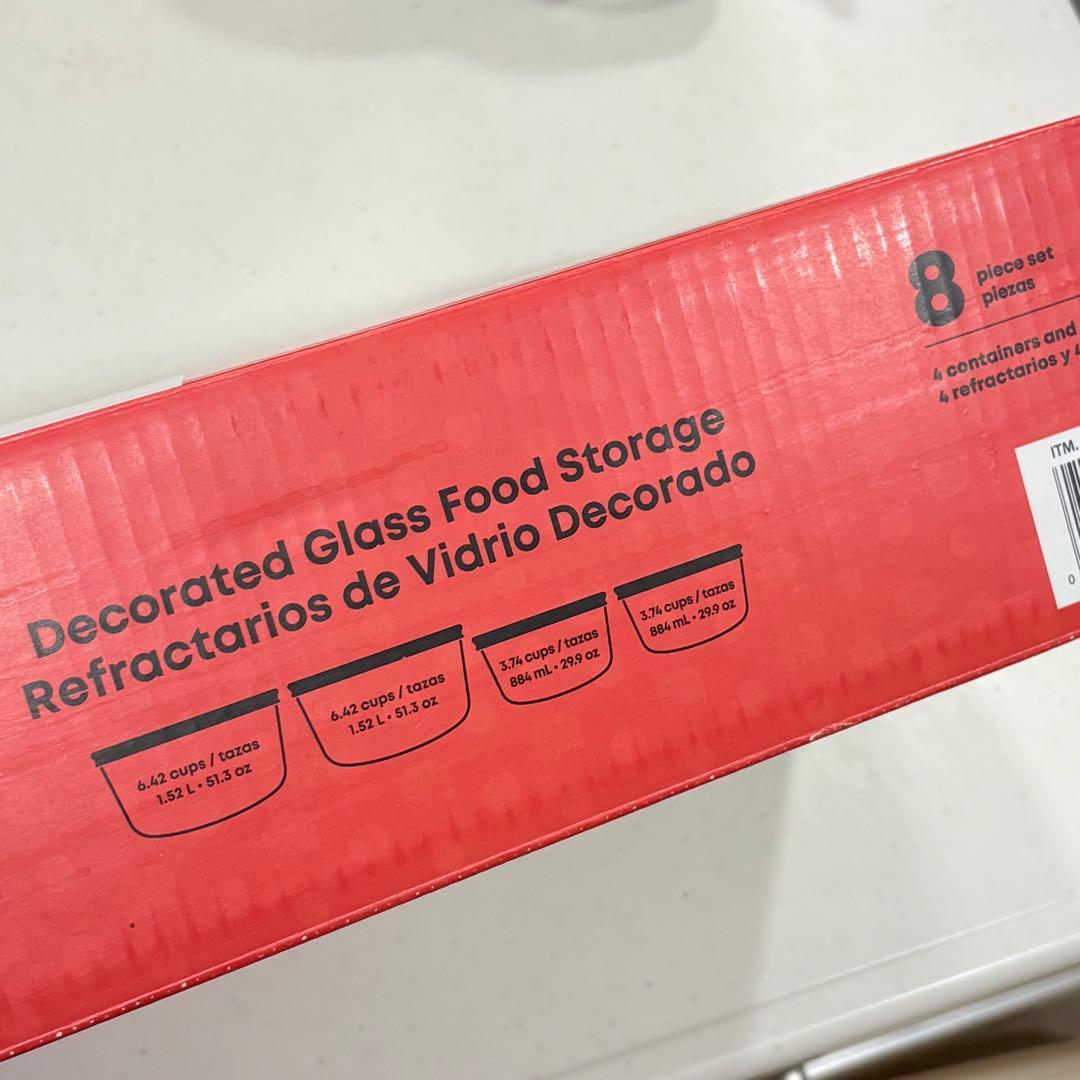 8 piece set
piezas
4 containers and
4 refractarios y 4
ITM.
0
Decorated Glass Food Storage
Refractarios de Vidrio Decorado
6.42 cups / tazas
1.52 L • 51.3 oz
6.42 cups / tazas
1.52 L • 51.3 oz
3.74 cups / tazas
884 mL • 29.9 oz
3.74 cups / tazas
884 mL • 29.9 oz